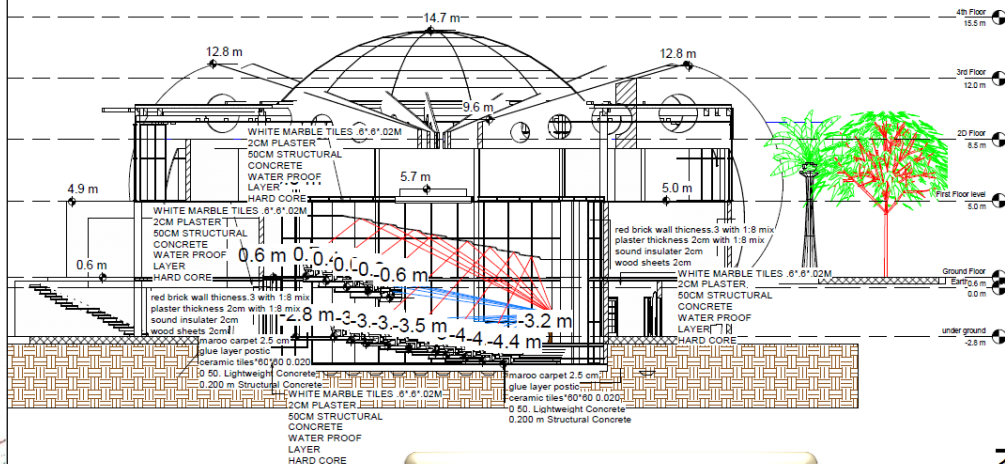 14.7 m
4th Floor
15.5 m
12.8 m
12.8 m
3rd Floor
12.0 m
9.6 m
WHITE MARBLE TILES .6*.6*.02M
2CM PLASTER
50CM STRUCTURAL
CONCRETE
WATER PROOF
LAYER
HARD CORE
2D Floor
8.5 m
5.7 m
4.9 m
5.0 m
First Floor level
5.0 m
WHITE MARBLE TILES .6*.6*.02M
2CM PLASTER
50CM STRUCTURAL
CONCRETE
WATER PROOF
LAYER
HARD CORE
red brick wall thicness.3 with 1:8 mix
plaster thickness 2cm with 1:8 mix
sound insulater 2cm
wood sheets 2cm
0.6 m
0.6 m
-0.6 m
WHITE MARBLE TILES .6*.6*.02M
2CM PLASTER
50CM STRUCTURAL
CONCRETE
WATER PROOF
LAYER
HARD CORE
Ground Floor
0.6 m
Earth
0.0 m
red brick wall thicness.3 with 1:8 mix
plaster thickness 2cm with 1:8 mix
sound insulater 2cm
wood sheets 2cm
-3.5 m
-4.4 m
-3.2 m
under ground
-2.8 m
maroo carpet 2.5 cm
glue layer postic
ceramic tiles*60*60 0.020
0 50. Lightweight Concrete
0.200 m Structural Concrete
maroo carpet 2.5 cm
glue layer postic
ceramic tiles*60*60 0.020
0 50. Lightweight Concrete
0.200 m Structural Concrete
WHITE MARBLE TILES .6*.6*.02M
2CM PLASTER
50CM STRUCTURAL
CONCRETE
WATER PROOF
LAYER
HARD CORE